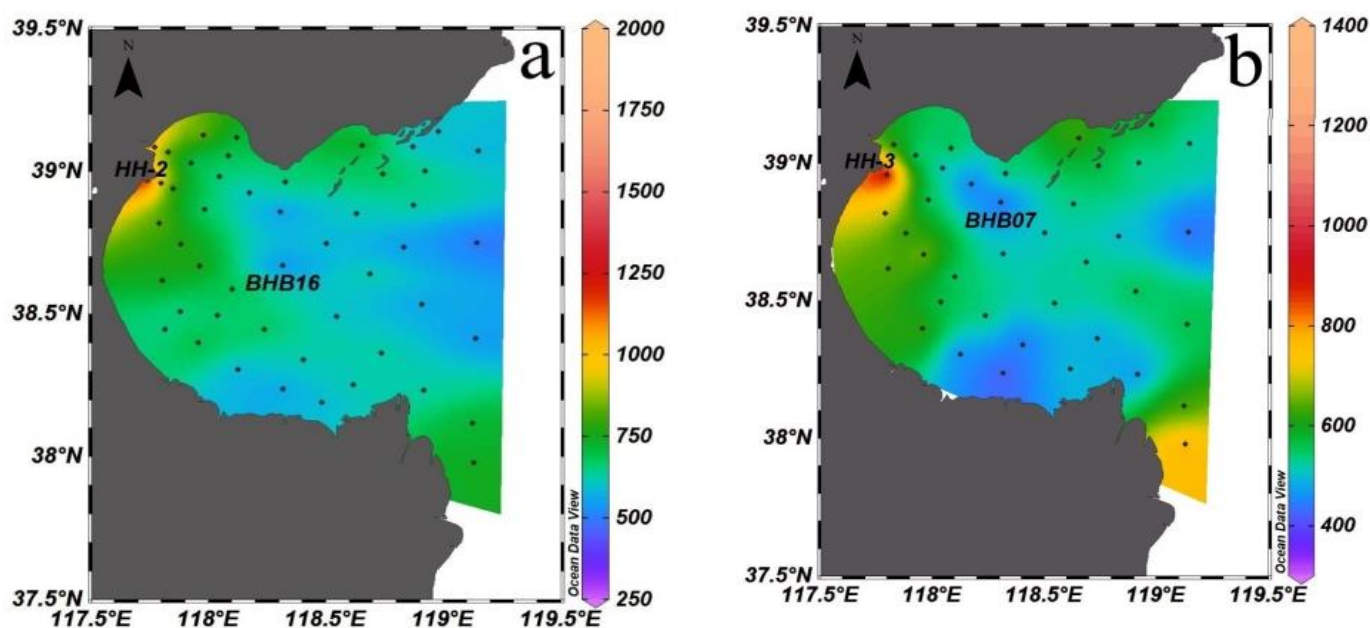 39.5°N
39°N
38.5°N
38°N
37.5°N
117.5°E
118°E
118.5°E
119°E
119.5°E
N
a
HH-2
BHB16
Ocean Data View
2000
1750
1500
1250
1000
750
500
250
39.5°N
39°N
38.5°N
38°N
37.5°N
117.5°E
118°E
118.5°E
119°E
119.5°E
N
b
HH-3
BHB07
Ocean Data View
1400
1200
1000
800
600
400